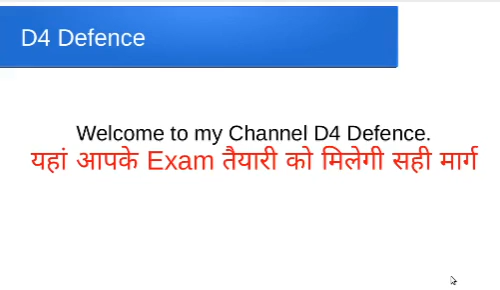 D4 Defence
Welcome to my Channel D4 Defence.
यहां आपके Exam तैयारी को मिलेगी सही मार्ग